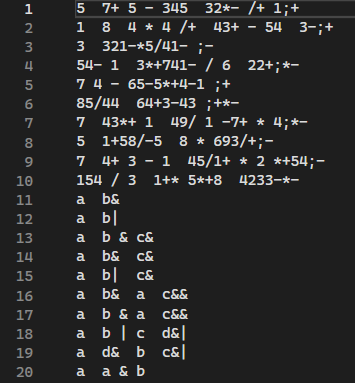 1 5  7+ 5 - 345  32*- /+ 1;+
2 1  8  4 * 4 /+  43+ - 54  3-;+
3 3  321-*5/41- ;-
4 54- 1  3*+741- / 6  22+;*-
5 7 4 - 65-5*+4-1 ;+
6 85/44  64+3-43 ;+*-
7 7  43*+ 1  49/ 1 -7+ * 4;*-
8 5  1+58/-5  8 * 693/+;-
9 7  4+ 3 - 1  45/1+ * 2 *+54;-
10 154 / 3  1+* 5*+8  4233-*-
11 a  b&
12 a  b|
13 a  b & c&
14 a  b&  c&
15 a  b|  c&
16 a  b&  a  c&&
17 a  b & a  c&&
18 a  b | c  d&|
19 a  d&  b  c&|
20 a  a & b